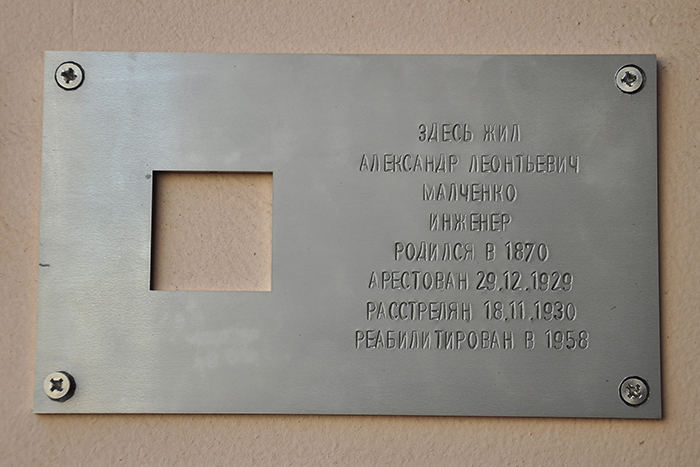 ЗДЕСЬ ЖИЛ
АЛЕКСАНДР ЛЕОНТЬЕВИЧ
МАЛЧЕНКО
ИНЖЕНЕР
РОДИЛСЯ В 1870
АРЕСТОВАН 29.12.1929
РАССТРЕЛЯН 18.11.1930
РЕАБИЛИТИРОВАН В 1958